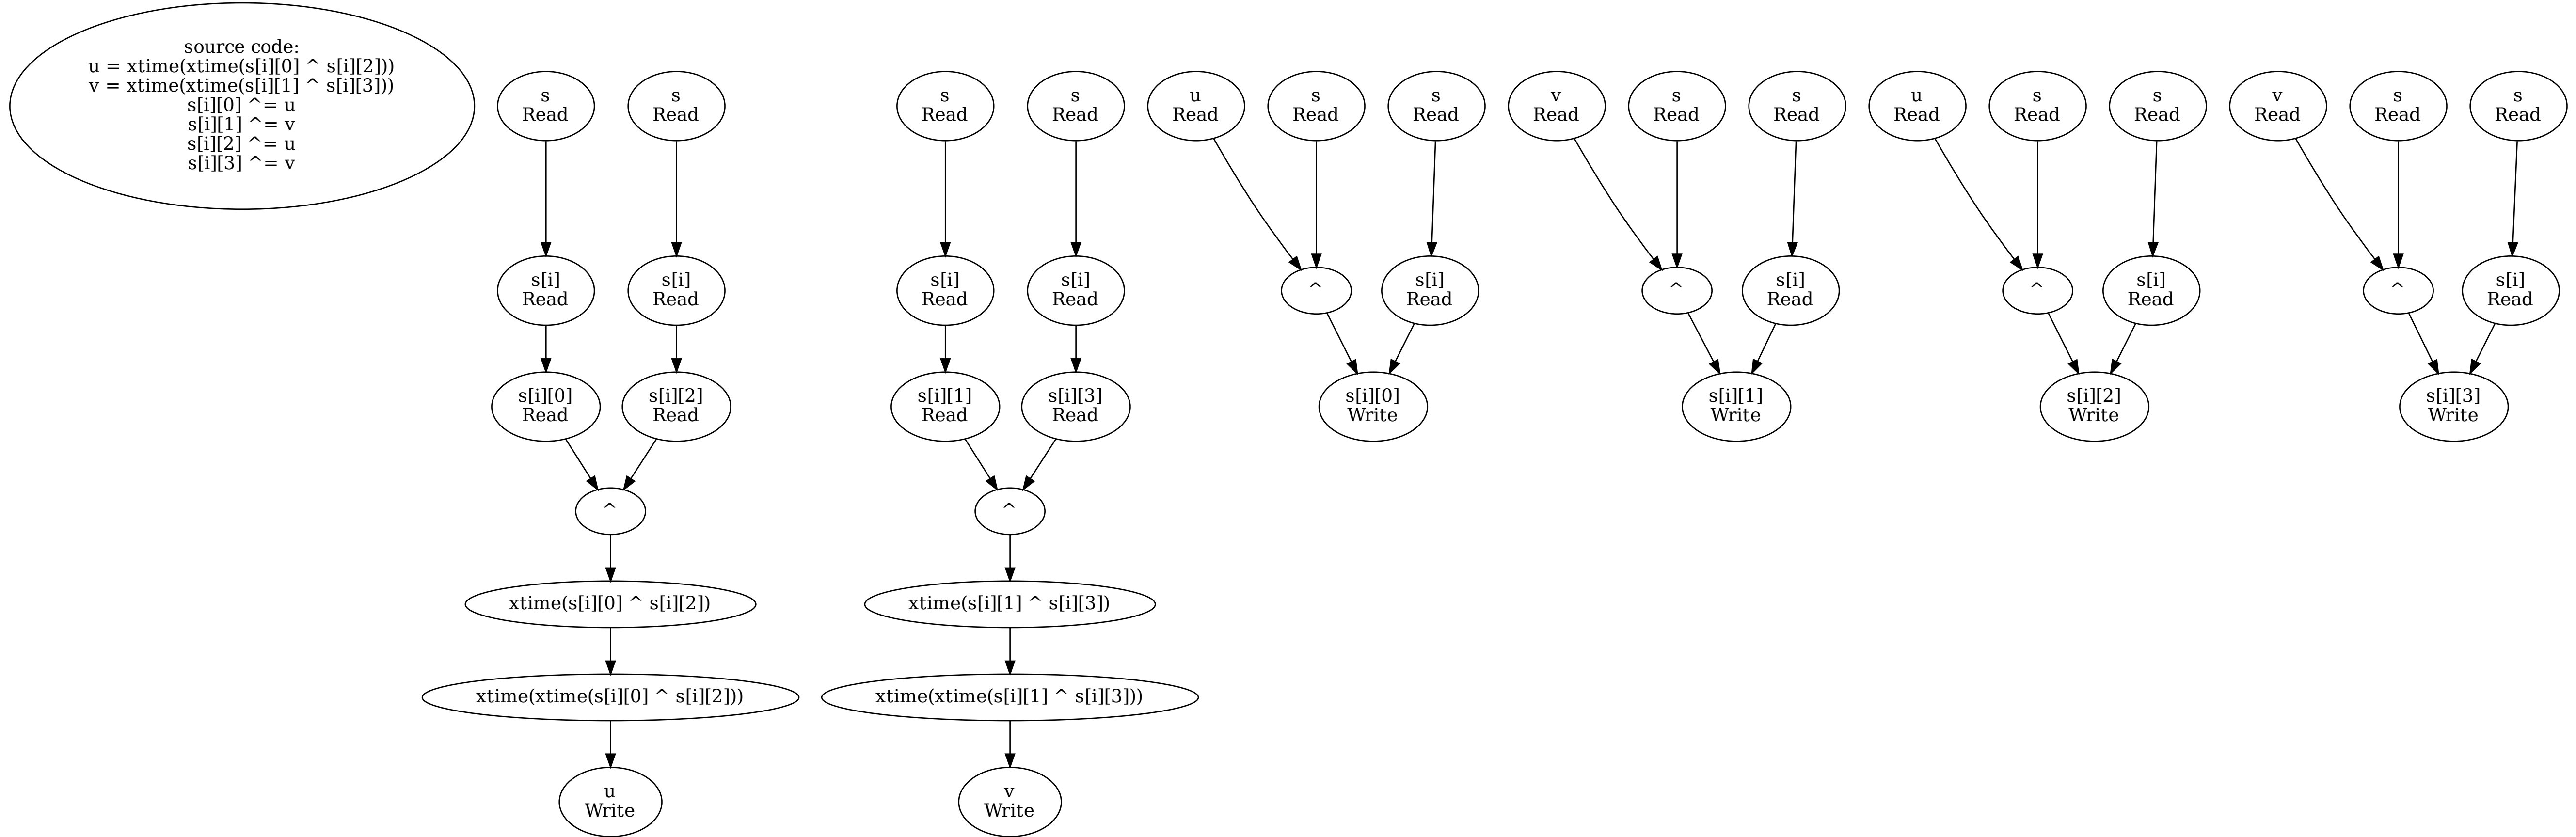 source code:
u = xtime(xtime(s[i][0] ^ s[i][2]))
v = xtime(xtime(s[i][1] ^ s[i][3]))
s[i][0] ^= u
s[i][1] ^= v
s[i][2] ^= u
s[i][3] ^= v
s
Read
s
Read
s
Read
s
Read
u
Read
s
Read
s
Read
v
Read
s
Read
s
Read
u
Read
s
Read
s
Read
v
Read
s
Read
s
Read
s[i]
Read
s[i]
Read
s[i]
Read
s[i]
Read
^
s[i]
Read
^
s[i]
Read
^
s[i]
Read
^
s[i]
Read
s[i][0]
Read
s[i][2]
Read
s[i][1]
Read
s[i][3]
Read
s[i][0]
Write
s[i][1]
Write
s[i][2]
Write
s[i][3]
Write
^
^
xtime(s[i][0] ^ s[i][2])
xtime(s[i][1] ^ s[i][3])
xtime(xtime(s[i][0] ^ s[i][2]))
xtime(xtime(s[i][1] ^ s[i][3]))
u
Write
v
Write